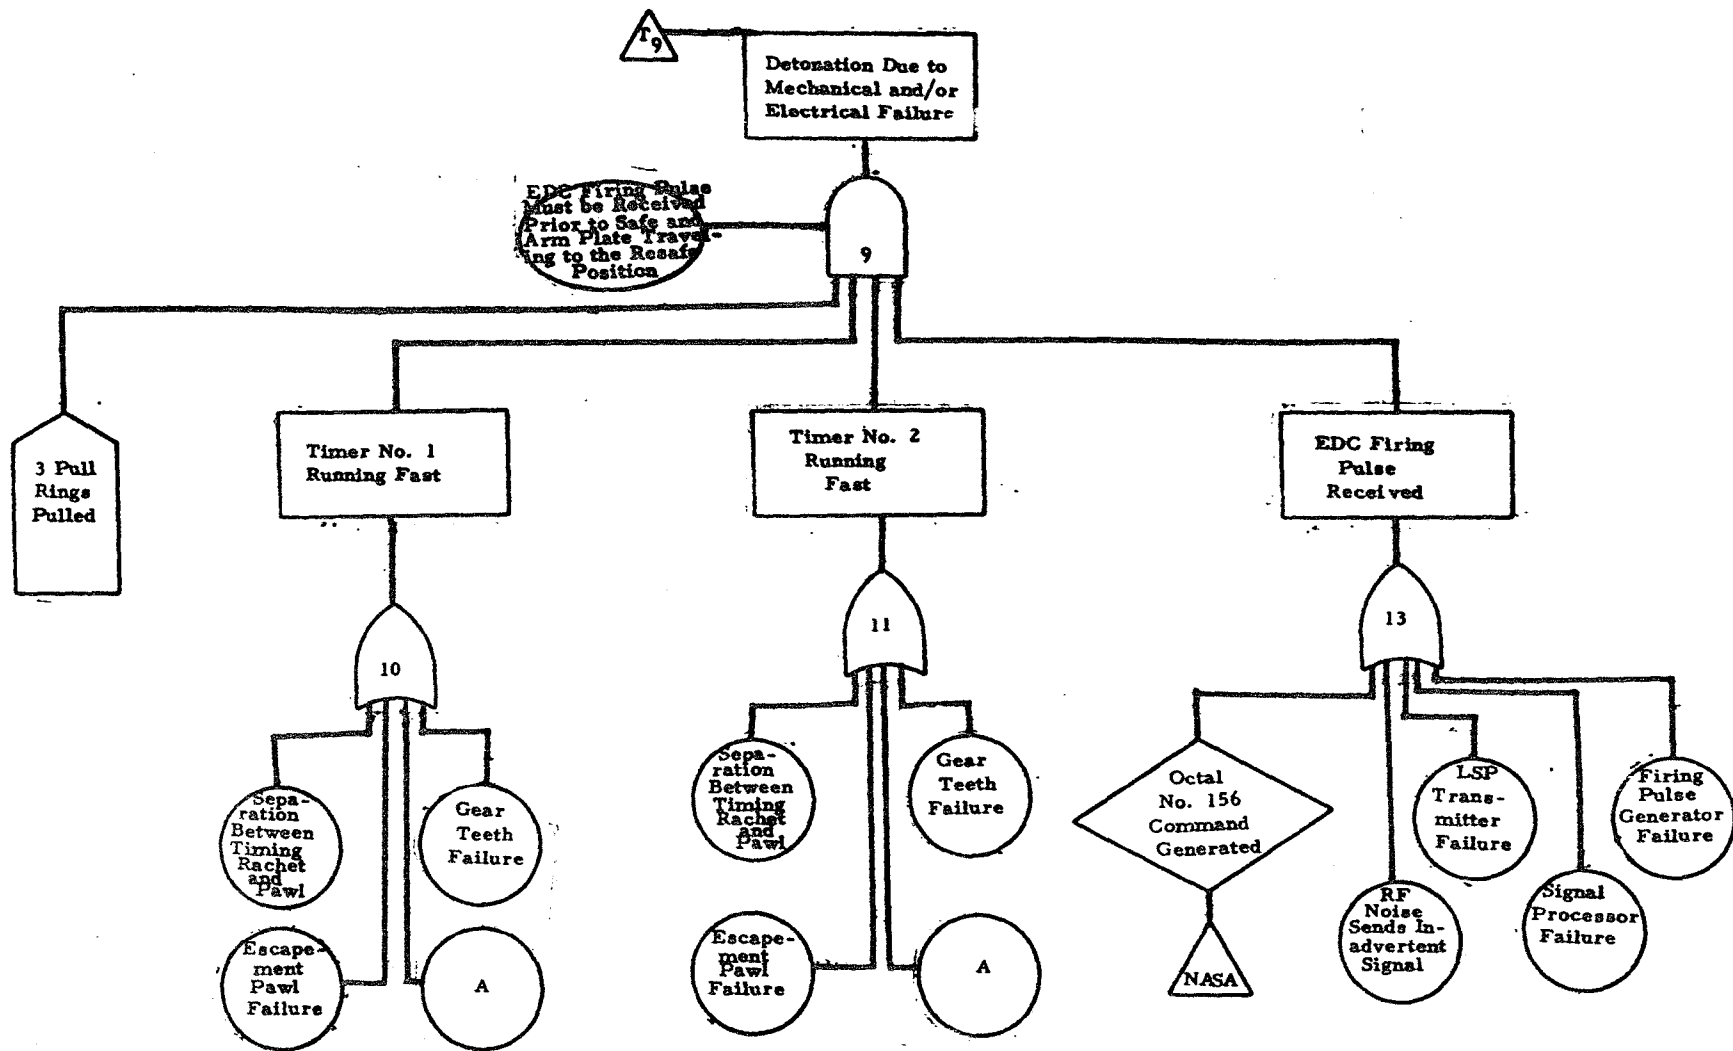 T9
Detonation Due to
Mechanical and/or
Electrical Failure
EDC Firing Pulse
Must be Received
Prior to Safe and
Arm Plate Travel-
ing to the Resafe
Position
9
3 Pull
Rings
Pulled
Timer No. 1
Running Fast
Timer No. 2
Running
Fast
EDC Firing
Pulse
Received
10
11
13
Sepa-
ration
Between
Timing
Rachet
and
Pawl
Gear
Teeth
Failure
Escape-
ment
Pawl
Failure
A
Sepa-
ration
Between
Timing
Rachet
and
Pawl
Gear
Teeth
Failure
Escape-
ment
Pawl
Failure
A
Octal
No. 156
Command
Generated
NASA
RF
Noise
Sends In-
advertent
Signal
LSP
Trans-
mitter
Failure
Signal
Processor
Failure
Firing
Pulse
Generator
Failure